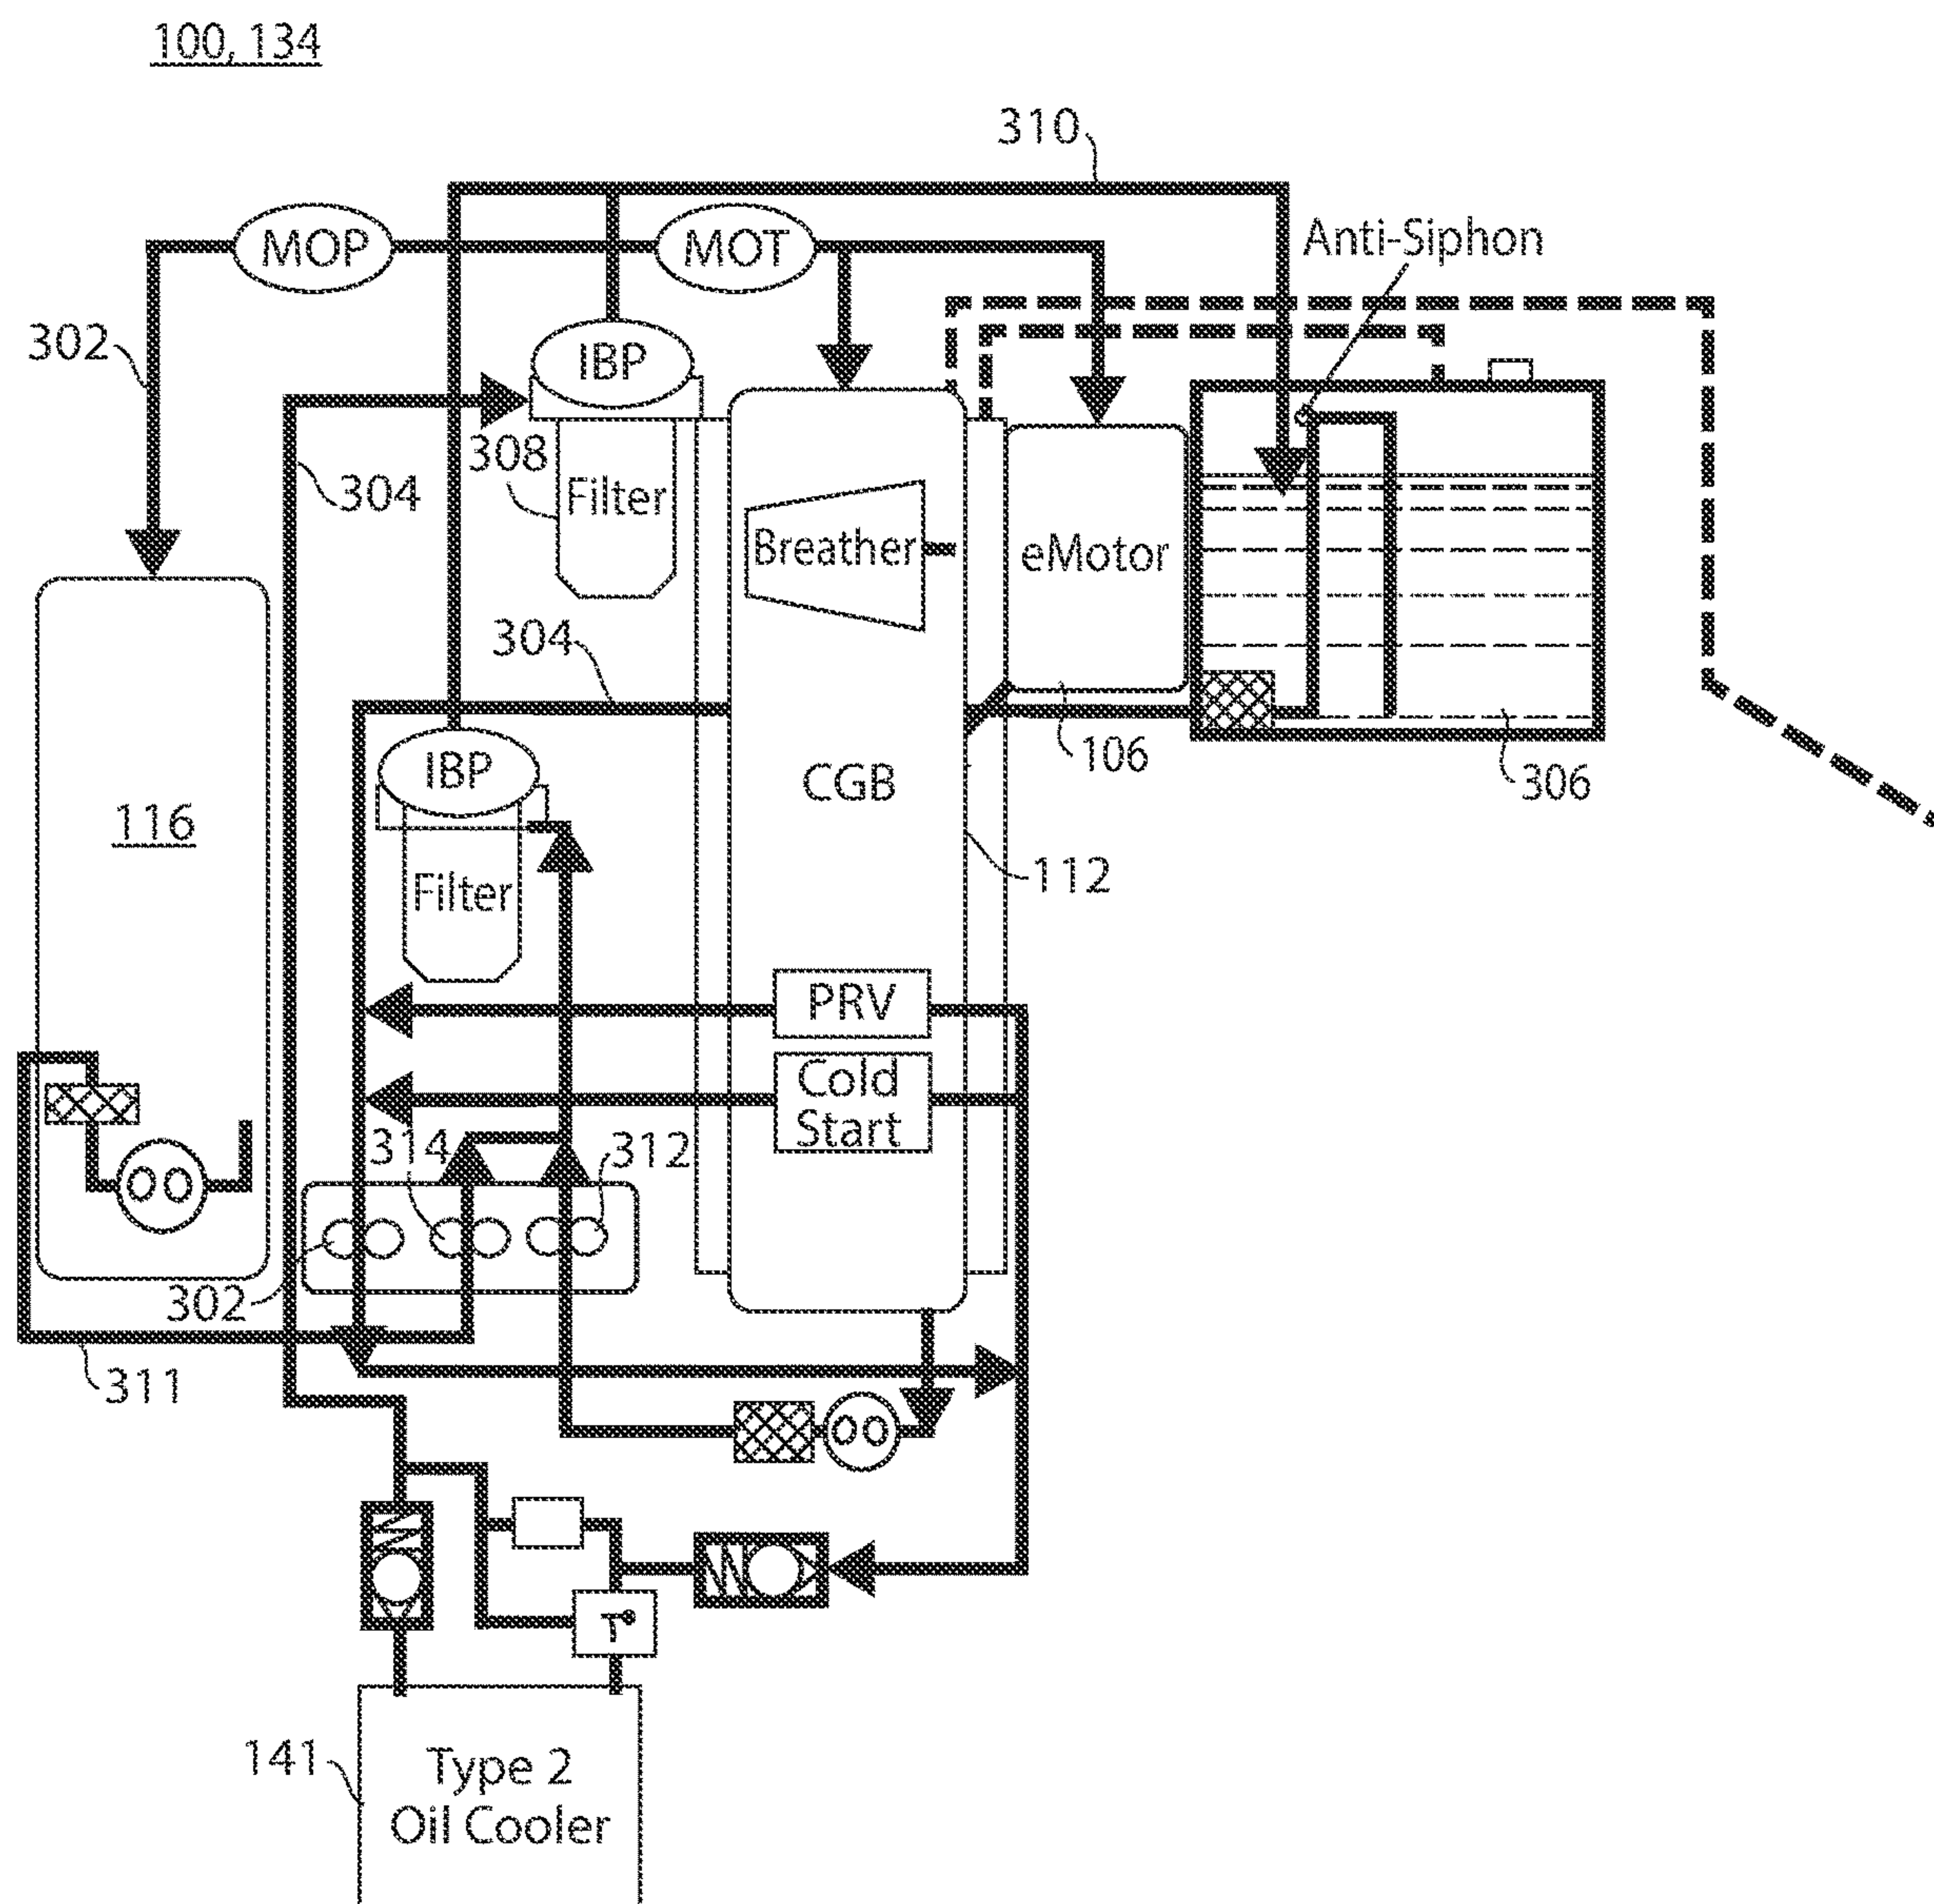 100, 134
310
Anti-Siphon
MOP
MOT
302
IBP
308
304
Filter
Breather
eMotor
304
106
306
IBP
CGB
116
112
Filter
PRV
Cold
Start
314
312
302
311
141
Type 2
Oil Cooler